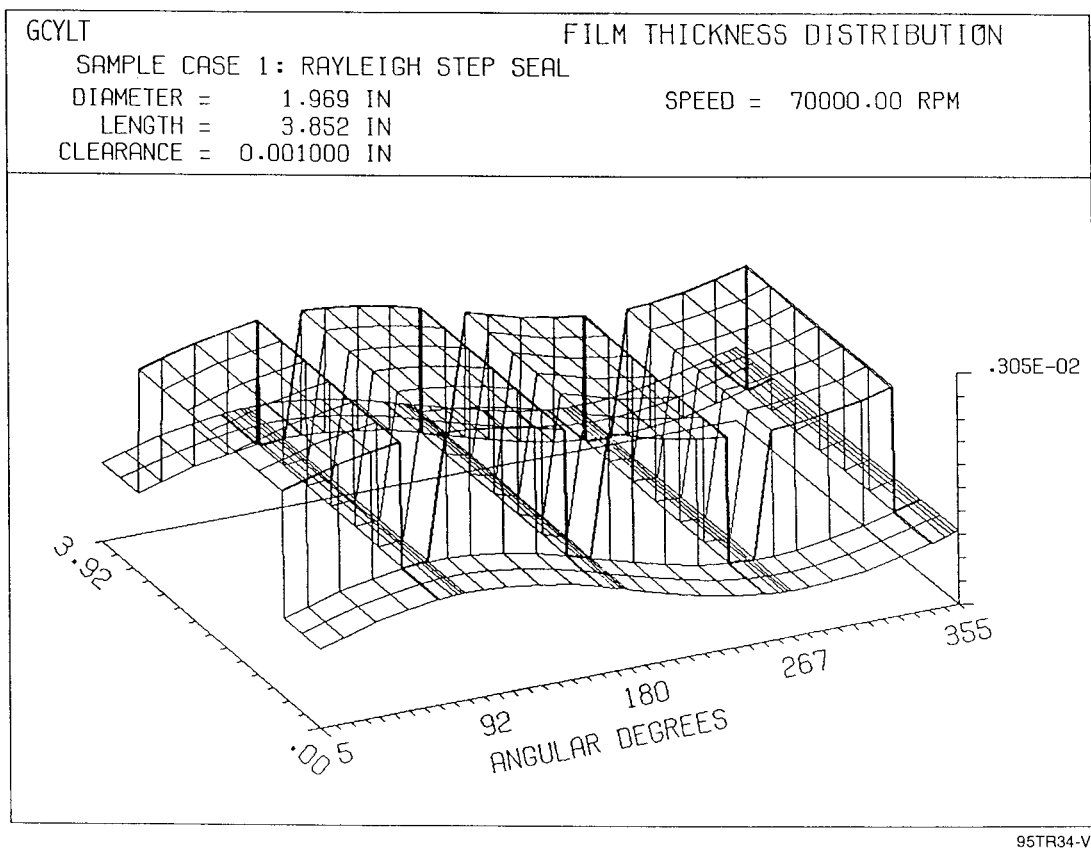 GCYLT FILM THICKNESS DISTRIBUTION
SAMPLE CASE 1: RAYLEIGH STEP SEAL
DIAMETER = 1.969 IN SPEED = 70000.00 RPM
LENGTH = 3.852 IN
CLEARANCE = 0.001000 IN
.305E-02
3.92
.00
5
92
180
267
355
ANGULAR DEGREES
95TR34-V